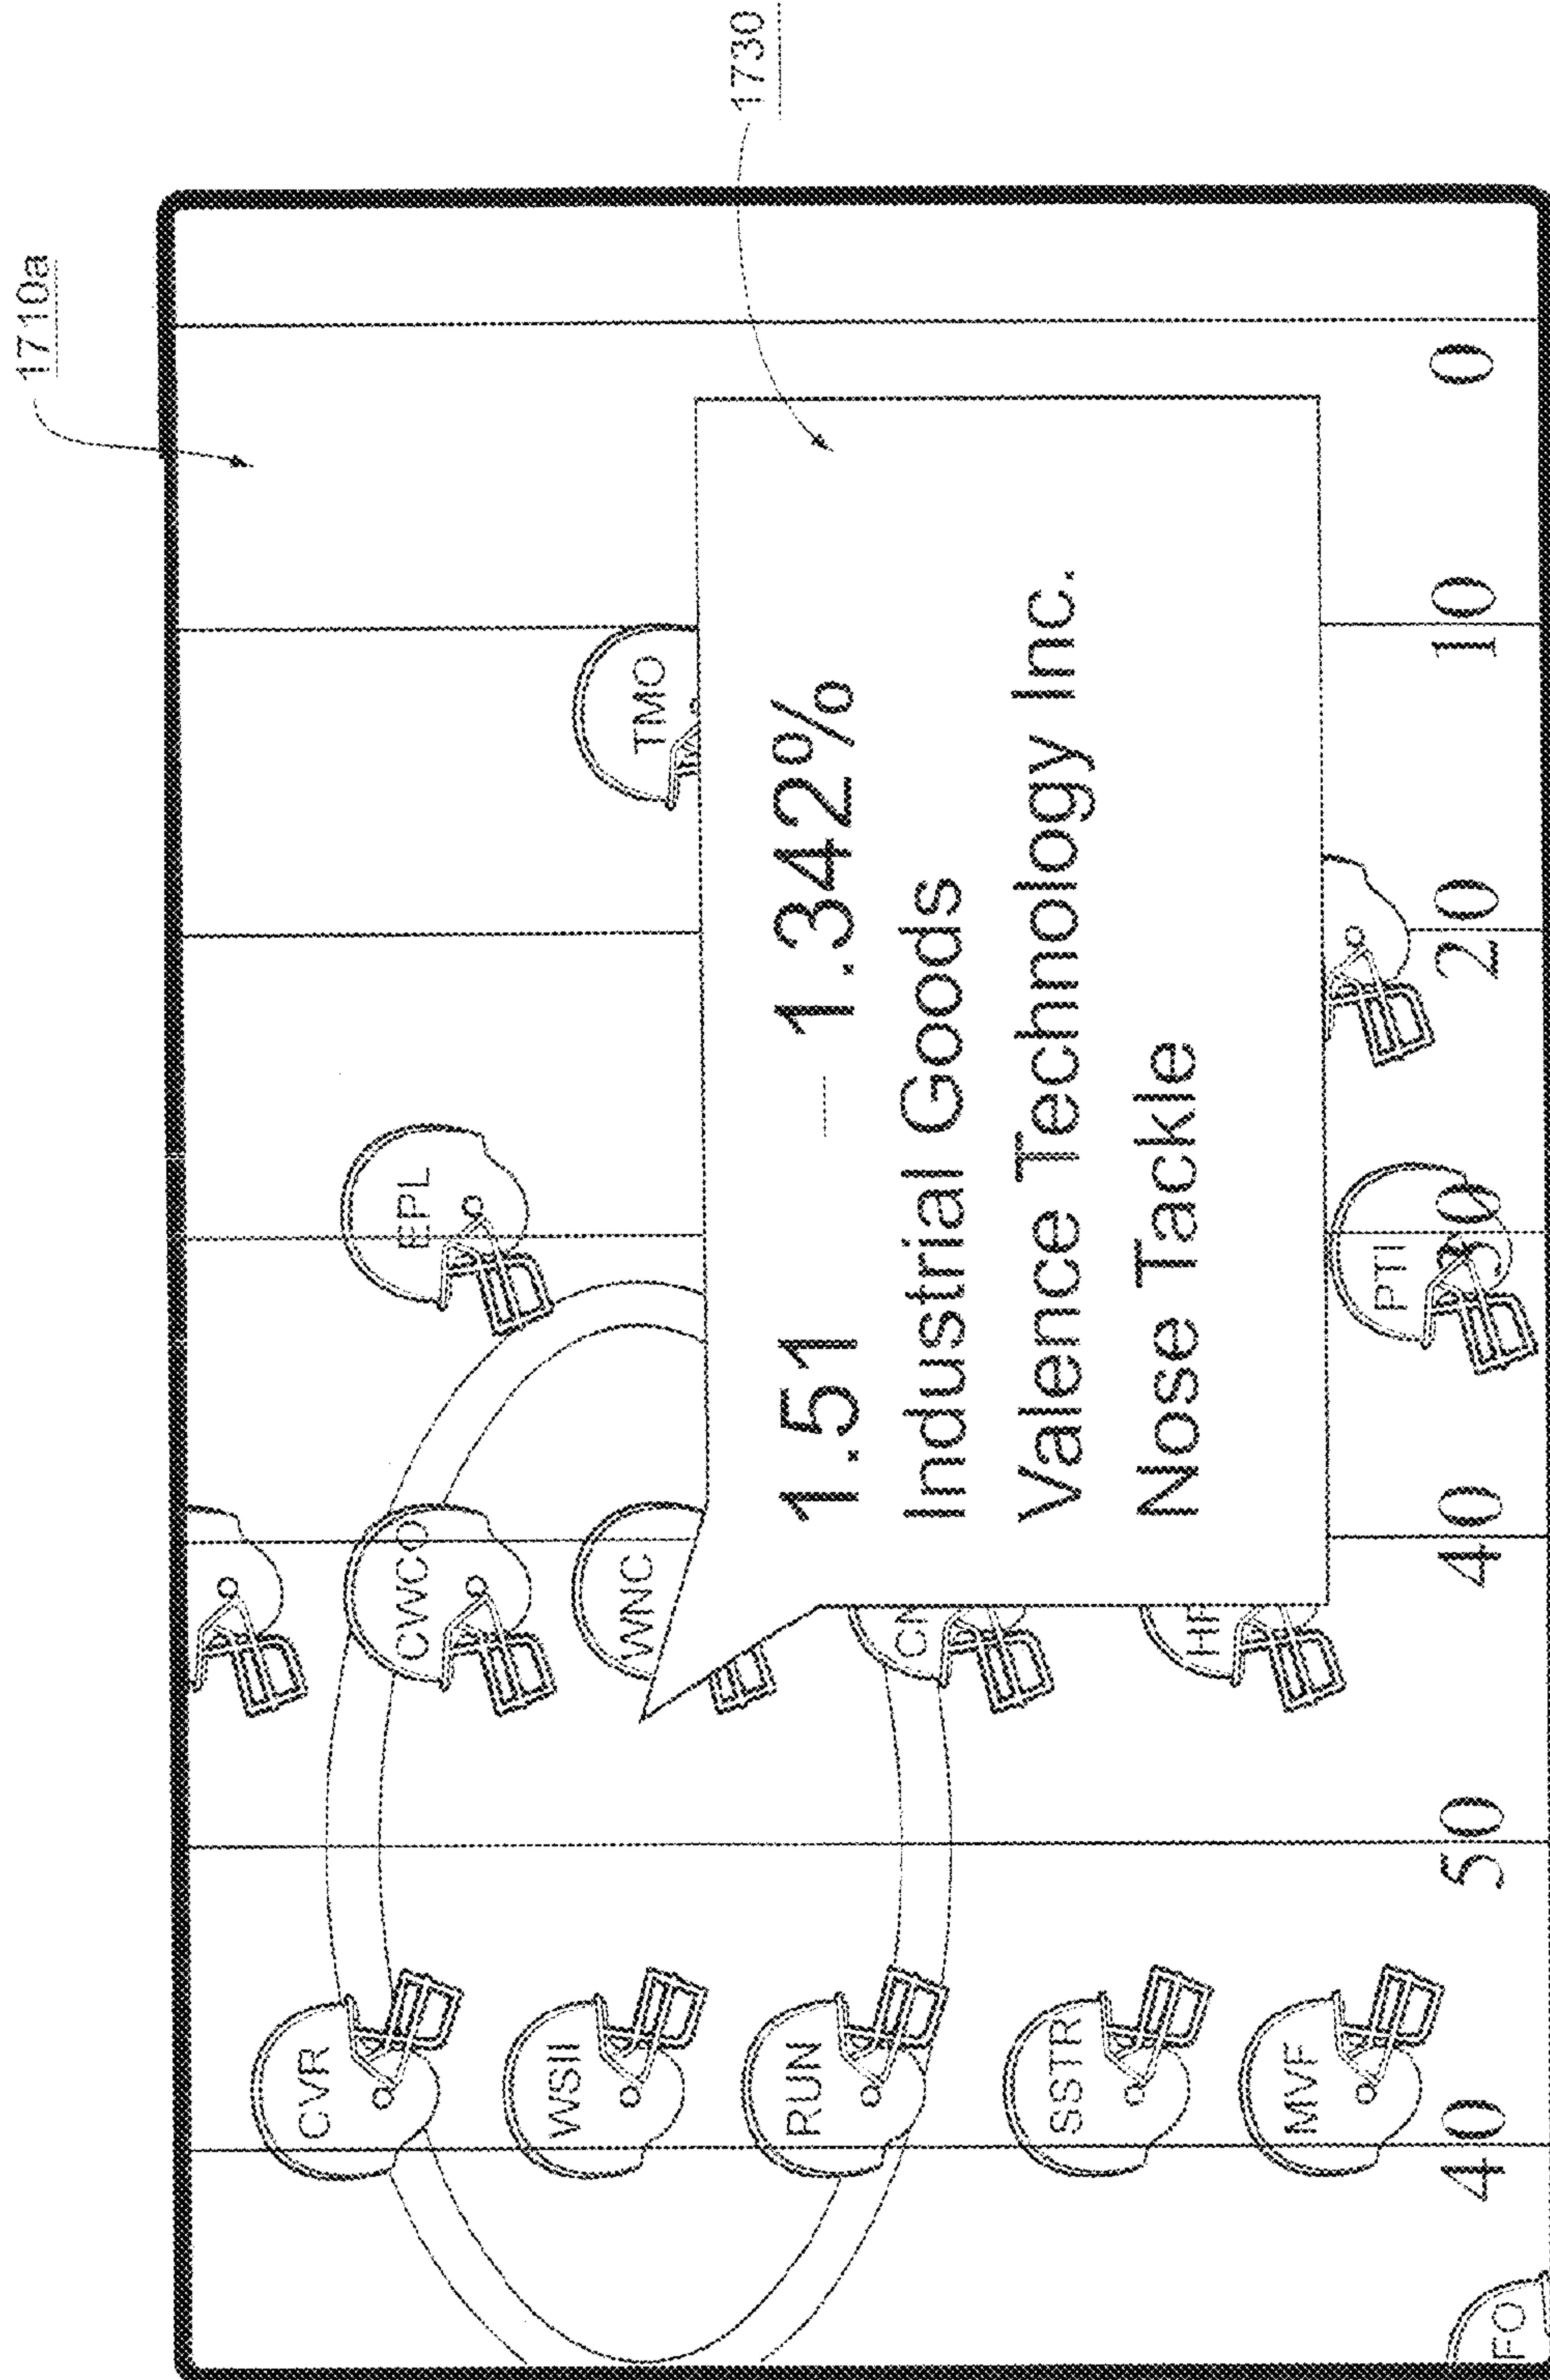 1710a
1730
CVR
CWCO
EPL
WSII
WNC
TMO
RUN
1.51 — 1.342%
Industrial Goods
Valence Technology Inc.
Nose Tackle
SSTR
MVF
PTI
40 50 40 30 20 10 0